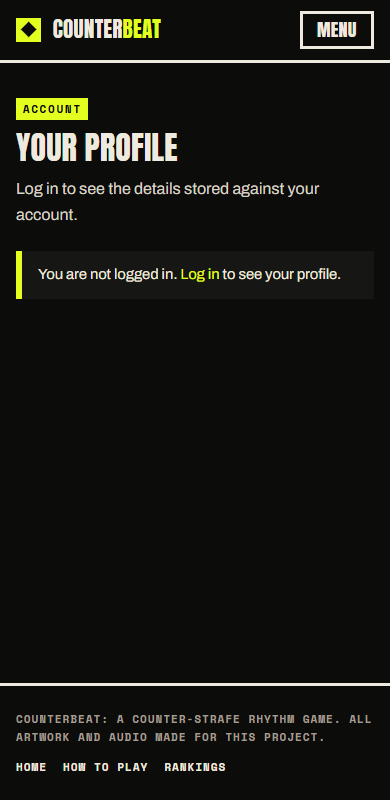 COUNTERBEAT
MENU
ACCOUNT
YOUR PROFILE
Log in to see the details stored against your
account.
You are not logged in. Log in to see your profile.
COUNTERBEAT: A COUNTER-STRAFE RHYTHM GAME. ALL
ARTWORK AND AUDIO MADE FOR THIS PROJECT.
HOME HOW TO PLAY RANKINGS